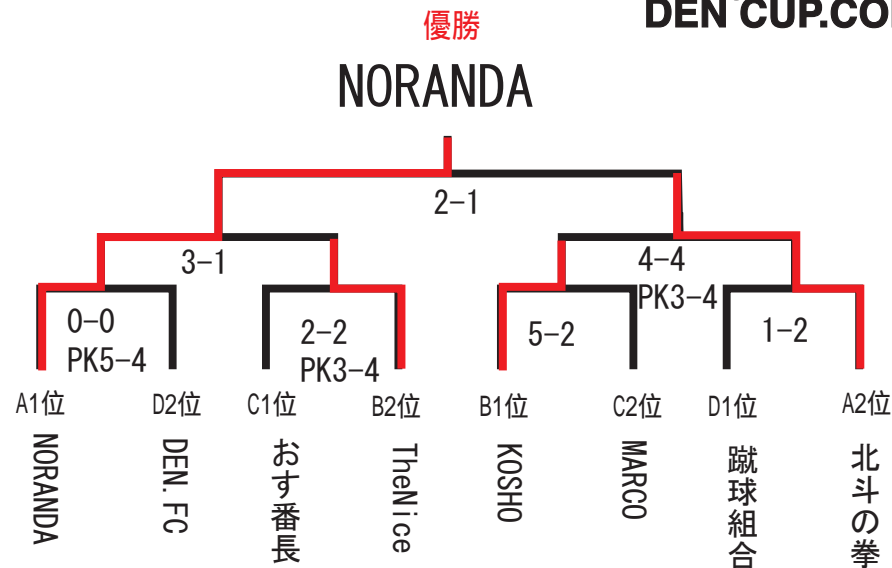 優勝
DEN CUP.CO
NORANDA
2-1
3-1
4-4
PK3-4
0-0
PK5-4
2-2
PK3-4
5-2
1-2
A1位
D2位
C1位
B2位
B1位
C2位
D1位
A2位
NORANDA
DEN.FC
おす番長
TheNice
KOSHO
MARCO
蹴球組合
北斗の拳